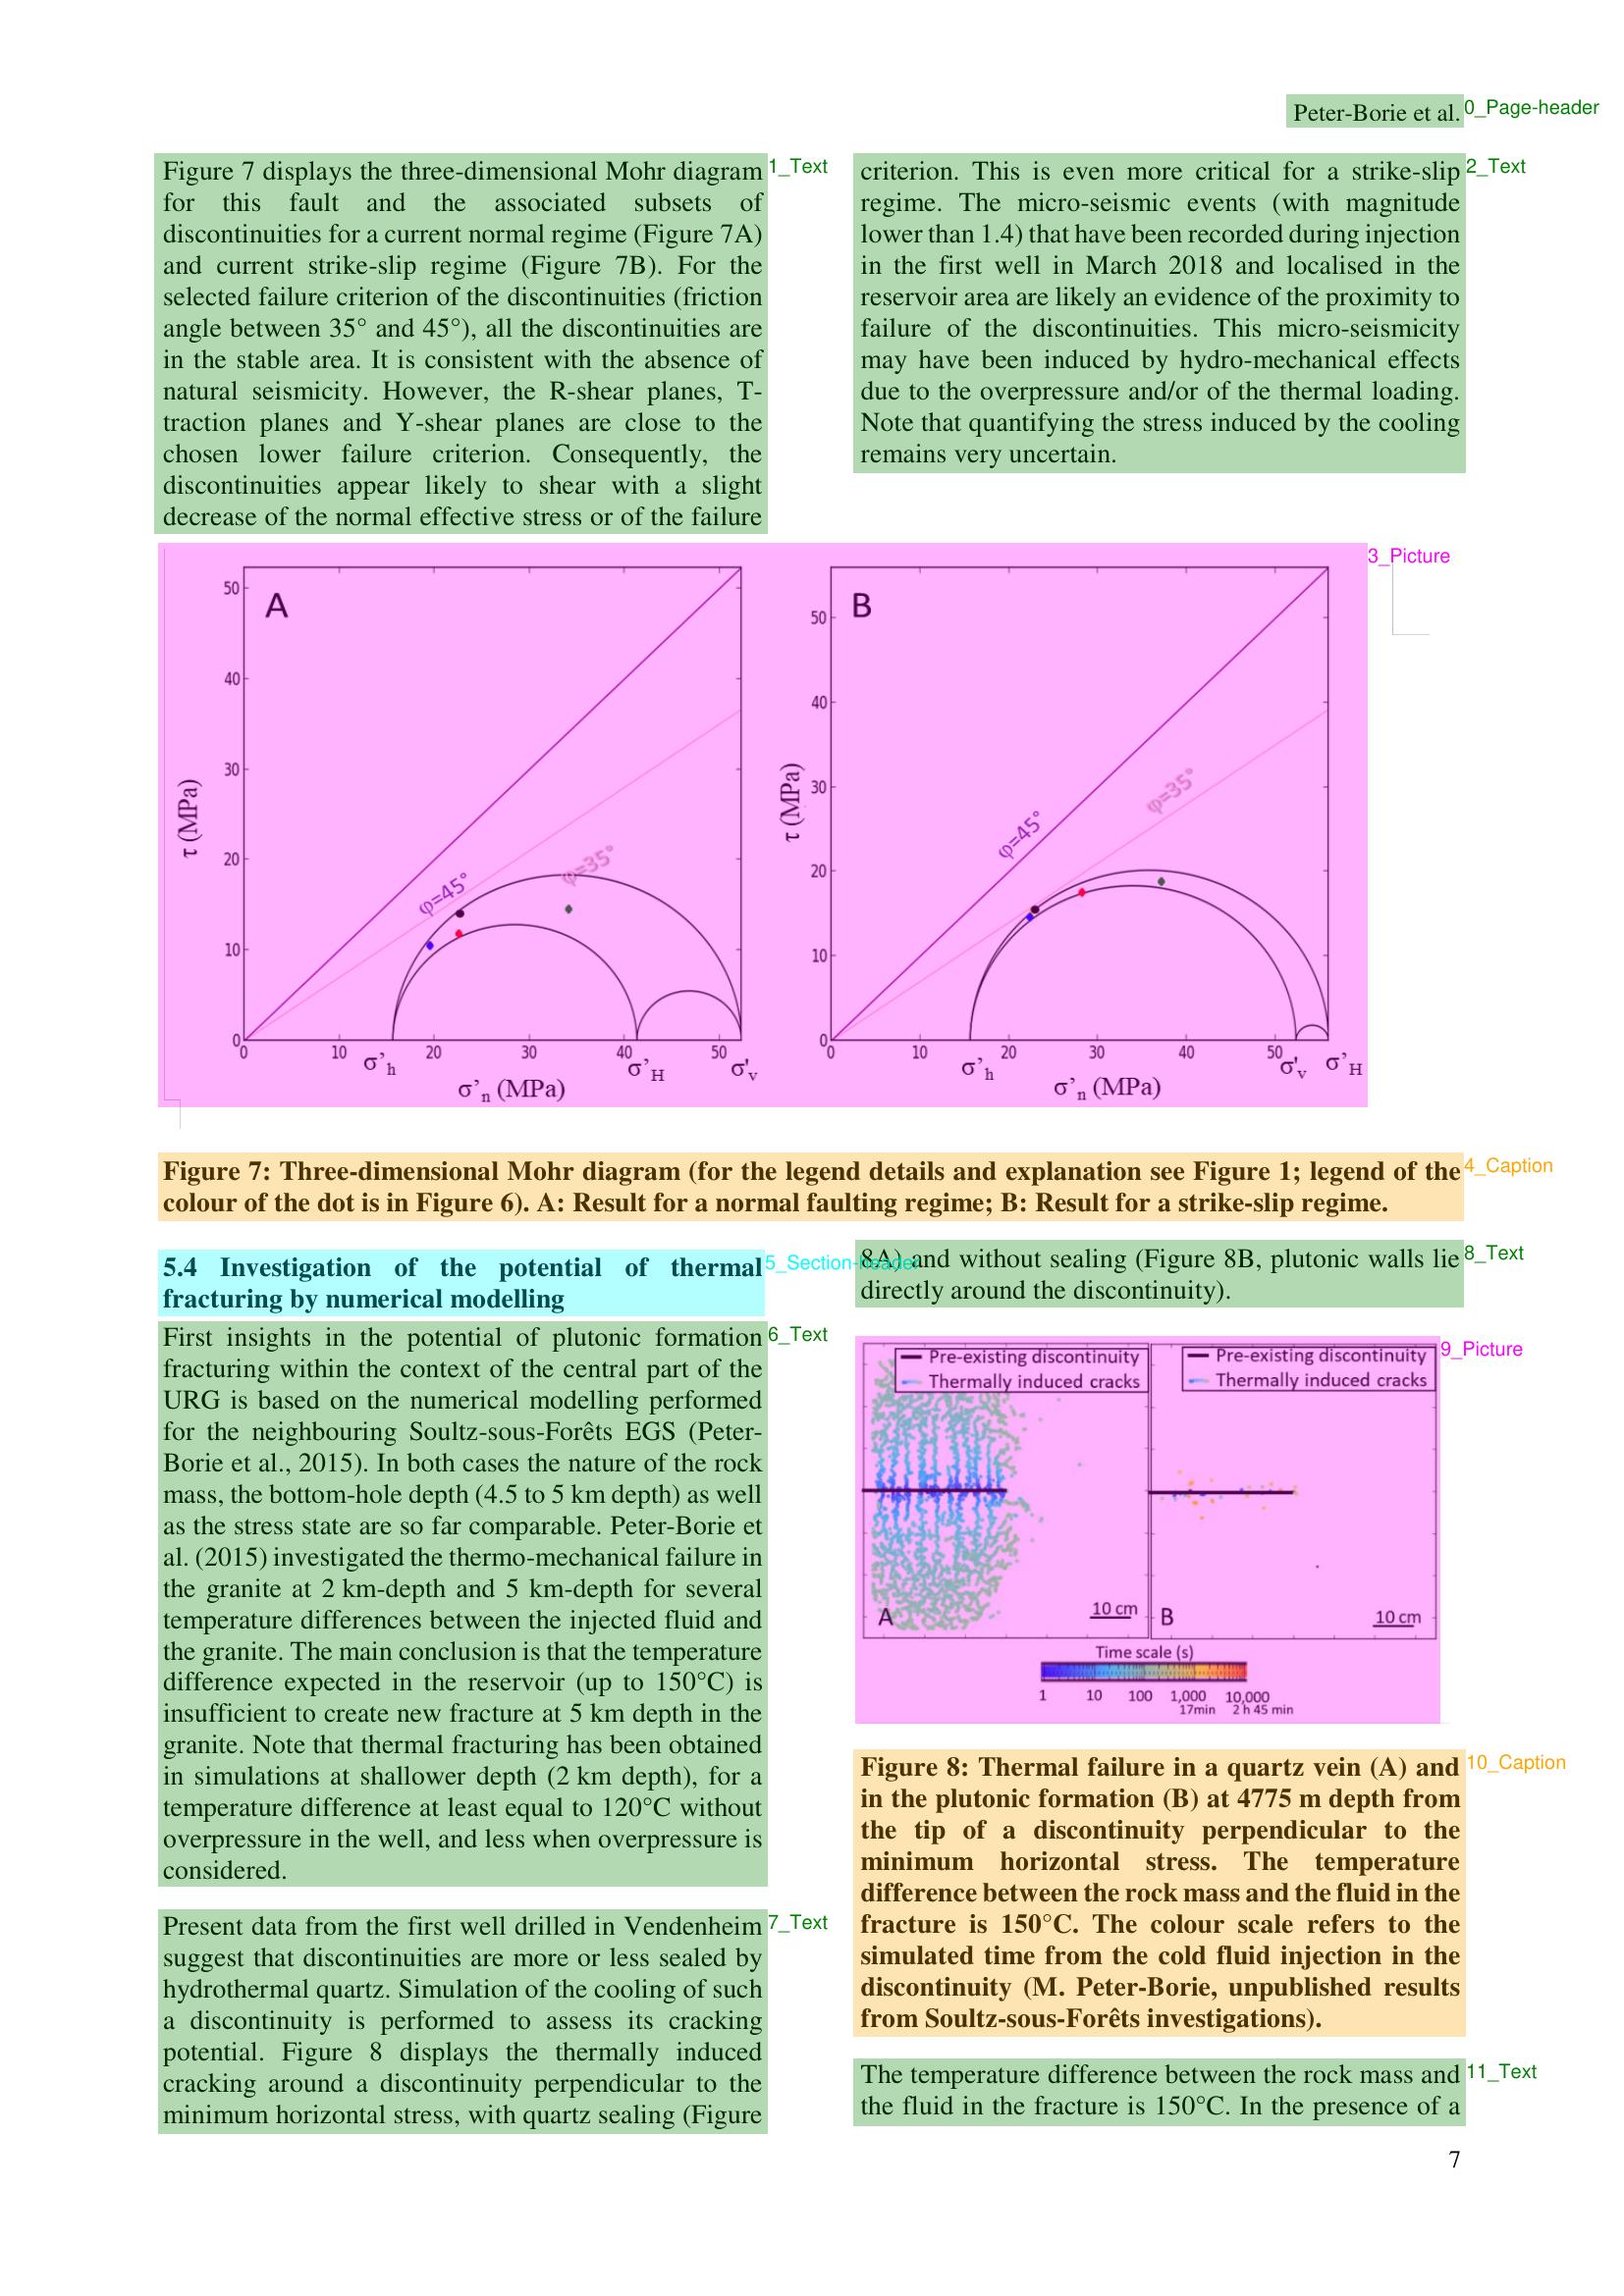 Peter-Borie et al.
0_Page-header
Figure 7 displays the three-dimensional Mohr diagram
for this fault and the associated subsets of
discontinuities for a current normal regime (Figure 7A)
and current strike-slip regime (Figure 7B). For the
selected failure criterion of the discontinuities (friction
angle between 35° and 45°), all the discontinuities are
in the stable area. It is consistent with the absence of
natural seismicity. However, the R-shear planes, T-
traction planes and Y-shear planes are close to the
chosen lower failure criterion. Consequently, the
discontinuities appear likely to shear with a slight
decrease of the normal effective stress or of the failure
1_Text
criterion. This is even more critical for a strike-slip
regime. The micro-seismic events (with magnitude
lower than 1.4) that have been recorded during injection
in the first well in March 2018 and localised in the
reservoir area are likely an evidence of the proximity to
failure of the discontinuities. This micro-seismicity
may have been induced by hydro-mechanical effects
due to the overpressure and/or of the thermal loading.
Note that quantifying the stress induced by the cooling
remains very uncertain.
2_Text
3_Picture
A
50
40
30
20
10
0
τ (MPa)
φ=45°
φ=35°
0 10 20 30 40 50
σ’h σ’H σ'v
σ’n (MPa)
B
50
40
30
20
10
0
τ (MPa)
φ=45°
φ=35°
0 10 20 30 40 50
σ’h σ'v σ’H
σ’n (MPa)
Figure 7: Three-dimensional Mohr diagram (for the legend details and explanation see Figure 1; legend of the
colour of the dot is in Figure 6). A: Result for a normal faulting regime; B: Result for a strike-slip regime.
4_Caption
5.4 Investigation of the potential of thermal
fracturing by numerical modelling
5_Section-header
First insights in the potential of plutonic formation
fracturing within the context of the central part of the
URG is based on the numerical modelling performed
for the neighbouring Soultz-sous-Forêts EGS (Peter-
Borie et al., 2015). In both cases the nature of the rock
mass, the bottom-hole depth (4.5 to 5 km depth) as well
as the stress state are so far comparable. Peter-Borie et
al. (2015) investigated the thermo-mechanical failure in
the granite at 2 km-depth and 5 km-depth for several
temperature differences between the injected fluid and
the granite. The main conclusion is that the temperature
difference expected in the reservoir (up to 150°C) is
insufficient to create new fracture at 5 km depth in the
granite. Note that thermal fracturing has been obtained
in simulations at shallower depth (2 km depth), for a
temperature difference at least equal to 120°C without
overpressure in the well, and less when overpressure is
considered.
6_Text
Present data from the first well drilled in Vendenheim
suggest that discontinuities are more or less sealed by
hydrothermal quartz. Simulation of the cooling of such
a discontinuity is performed to assess its cracking
potential. Figure 8 displays the thermally induced
cracking around a discontinuity perpendicular to the
minimum horizontal stress, with quartz sealing (Figure
7_Text
8A) and without sealing (Figure 8B, plutonic walls lie
directly around the discontinuity).
8_Text
9_Picture
Pre-existing discontinuity
Thermally induced cracks
A
10 cm
Pre-existing discontinuity
Thermally induced cracks
B
10 cm
Time scale (s)
1 10 100 1,000 10,000
17min 2 h 45 min
Figure 8: Thermal failure in a quartz vein (A) and
in the plutonic formation (B) at 4775 m depth from
the tip of a discontinuity perpendicular to the
minimum horizontal stress. The temperature
difference between the rock mass and the fluid in the
fracture is 150°C. The colour scale refers to the
simulated time from the cold fluid injection in the
discontinuity (M. Peter-Borie, unpublished results
from Soultz-sous-Forêts investigations).
10_Caption
The temperature difference between the rock mass and
the fluid in the fracture is 150°C. In the presence of a
11_Text
7